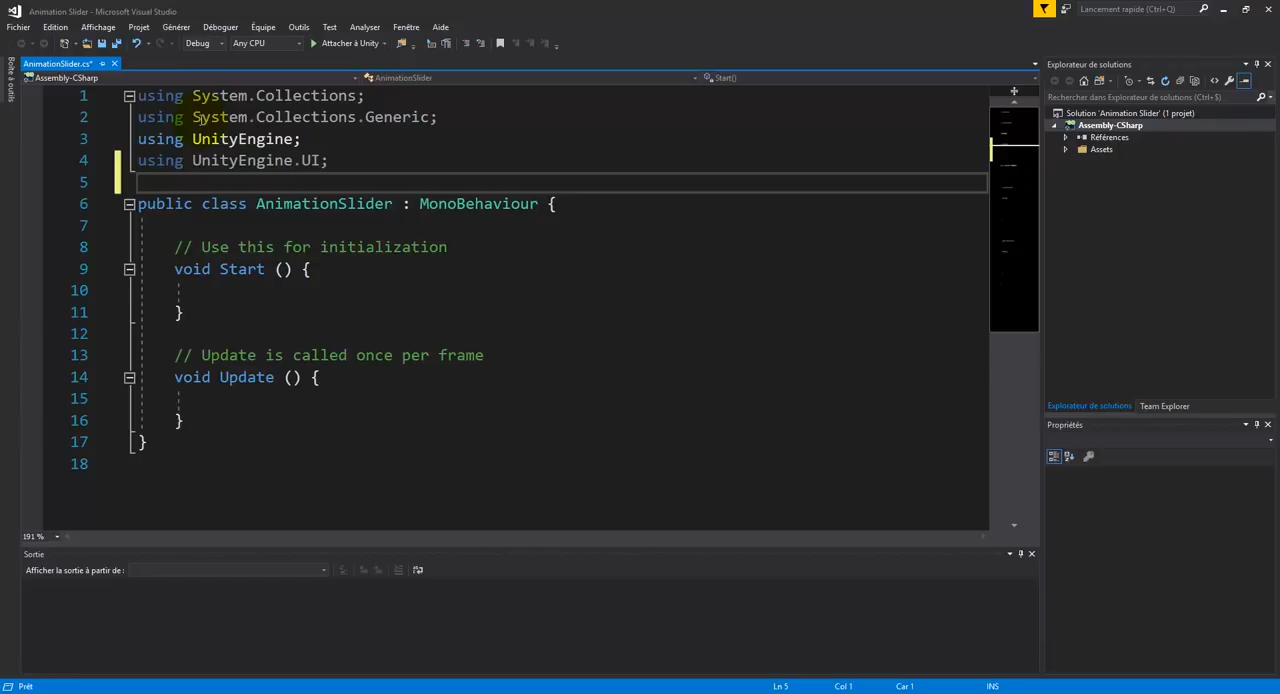 Animation Slider - Microsoft Visual Studio
Lancement rapide (Ctrl+Q)
Fichier Edition Affichage Projet Générer Déboguer Équipe Outils Test Analyser Fenêtre Aide
Debug Any CPU Attacher à Unity
Boîte à outils
AnimationSlider.cs*
Assembly-CSharp AnimationSlider Start()
1 using System.Collections;
2 using System.Collections.Generic;
3 using UnityEngine;
4 using UnityEngine.UI;
5
6 public class AnimationSlider : MonoBehaviour {
7
8 // Use this for initialization
9 void Start () {
10
11 }
12
13 // Update is called once per frame
14 void Update () {
15
16 }
17 }
18
191 %
Sortie
Afficher la sortie à partir de :
Explorateur de solutions
Rechercher dans Explorateur de solutions (Ctrl+$)
Solution 'Animation Slider' (1 projet)
Assembly-CSharp
Références
Assets
Explorateur de solutions Team Explorer
Propriétés
Prêt Ln 5 Col 1 Car 1 INS